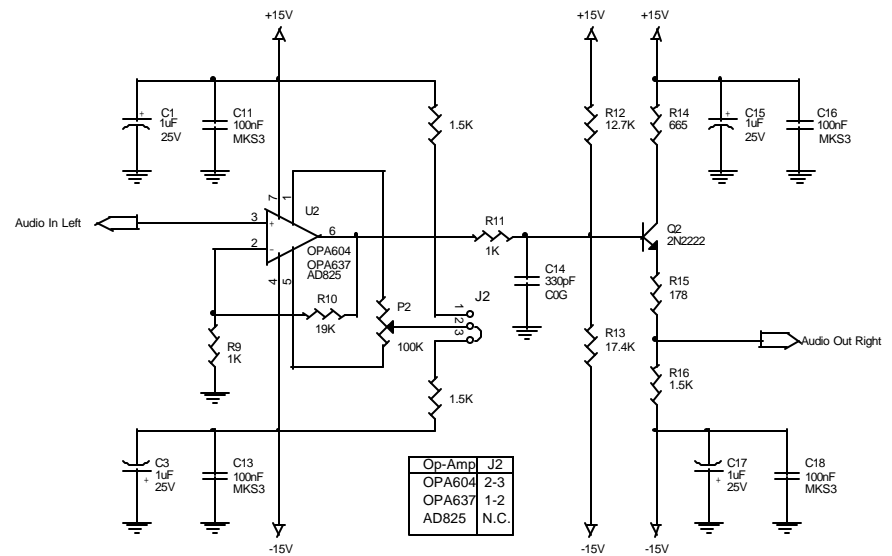 +15V
+15V
+15V
C1
1uF
25V
C11
100nF
MKS3
1.5K
R12
12.7K
R14
665
C15
1uF
25V
C16
100nF
MKS3
Audio In Left
3
2
7
1
4
5
6
+
-
U2
OPA604
OPA637
AD825
R11
1K
Q2
2N2222
C14
330pF
C0G
R10
19K
P2
100K
J2
1
2
3
R15
178
R9
1K
R13
17.4K
Audio Out Right
R16
1.5K
1.5K
C3
1uF
25V
C13
100nF
MKS3
Op-Amp J2
OPA604 2-3
OPA637 1-2
AD825 N.C.
C17
1uF
25V
C18
100nF
MKS3
-15V
-15V
-15V